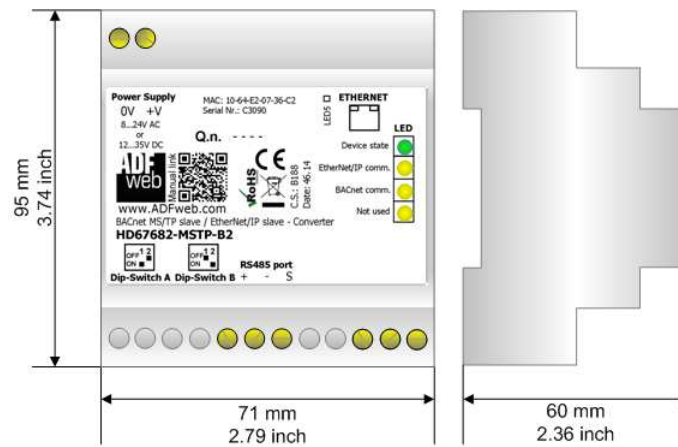 Power Supply
0V +V
8...24V AC
or
12...35V DC
MAC: 10-64-E2-07-36-C2
Serial Nr.: C3090
Q.n. - - - -
LED5
ETHERNET
LED
Device state
EtherNet/IP comm.
BACnet comm.
Not used
ADF
web
Manual link
RoHS
CE
C.S.: B188
Date: 46.14
www.ADFweb.com
BACnet MS/TP slave / EtherNet/IP slave - Converter
HD67682-MSTP-B2
OFF 1 2
ON
OFF 1 2
ON
Dip-Switch A Dip-Switch B
RS485 port
+ - S
95 mm
3.74 inch
71 mm
2.79 inch
60 mm
2.36 inch